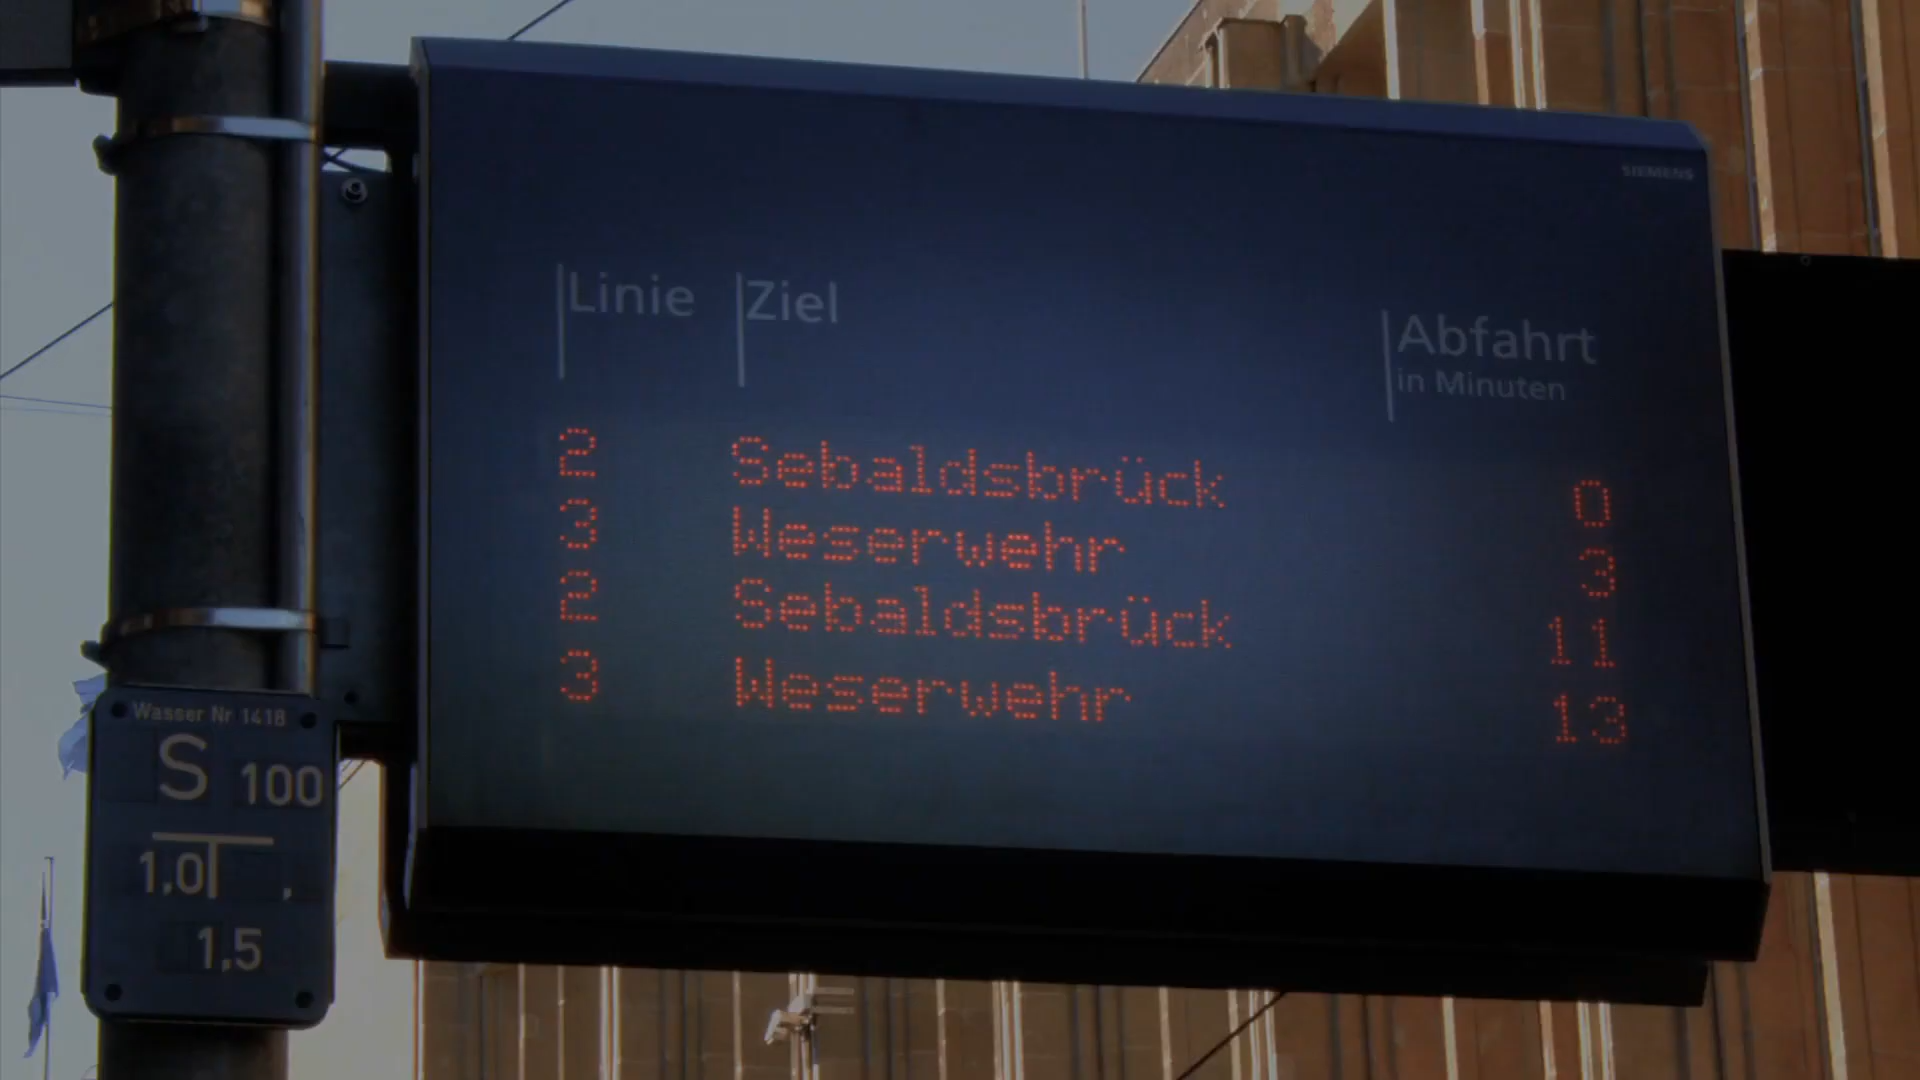 SIEMENS
Linie Ziel Abfahrt
in Minuten
2 Sebaldsbrück 0
3 Weserwehr 3
2 Sebaldsbrück 11
3 Weserwehr 13
Wasser Nr 1418
S 100
1,0 ,
1,5